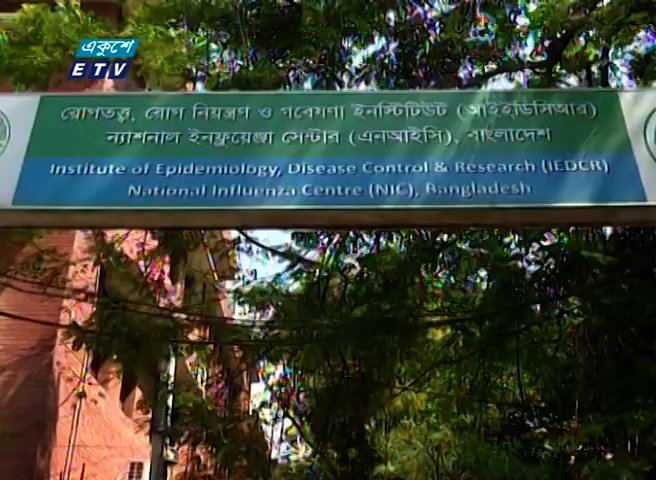 একুশে
ETV
রোগতত্ত্ব, রোগ নিয়ন্ত্রণ ও গবেষণা ইনস্টিটিউট (আইইডিসিআর)
ন্যাশনাল ইনফ্লুয়েঞ্জা সেন্টার (এনআইসি), বাংলাদেশ
Institute of Epidemiology, Disease Control & Research (IEDCR)
National Influenza Centre (NIC), Bangladesh